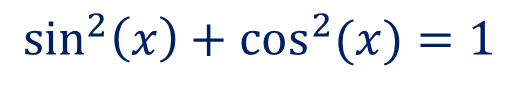 sin²(x) + cos²(x) = 1